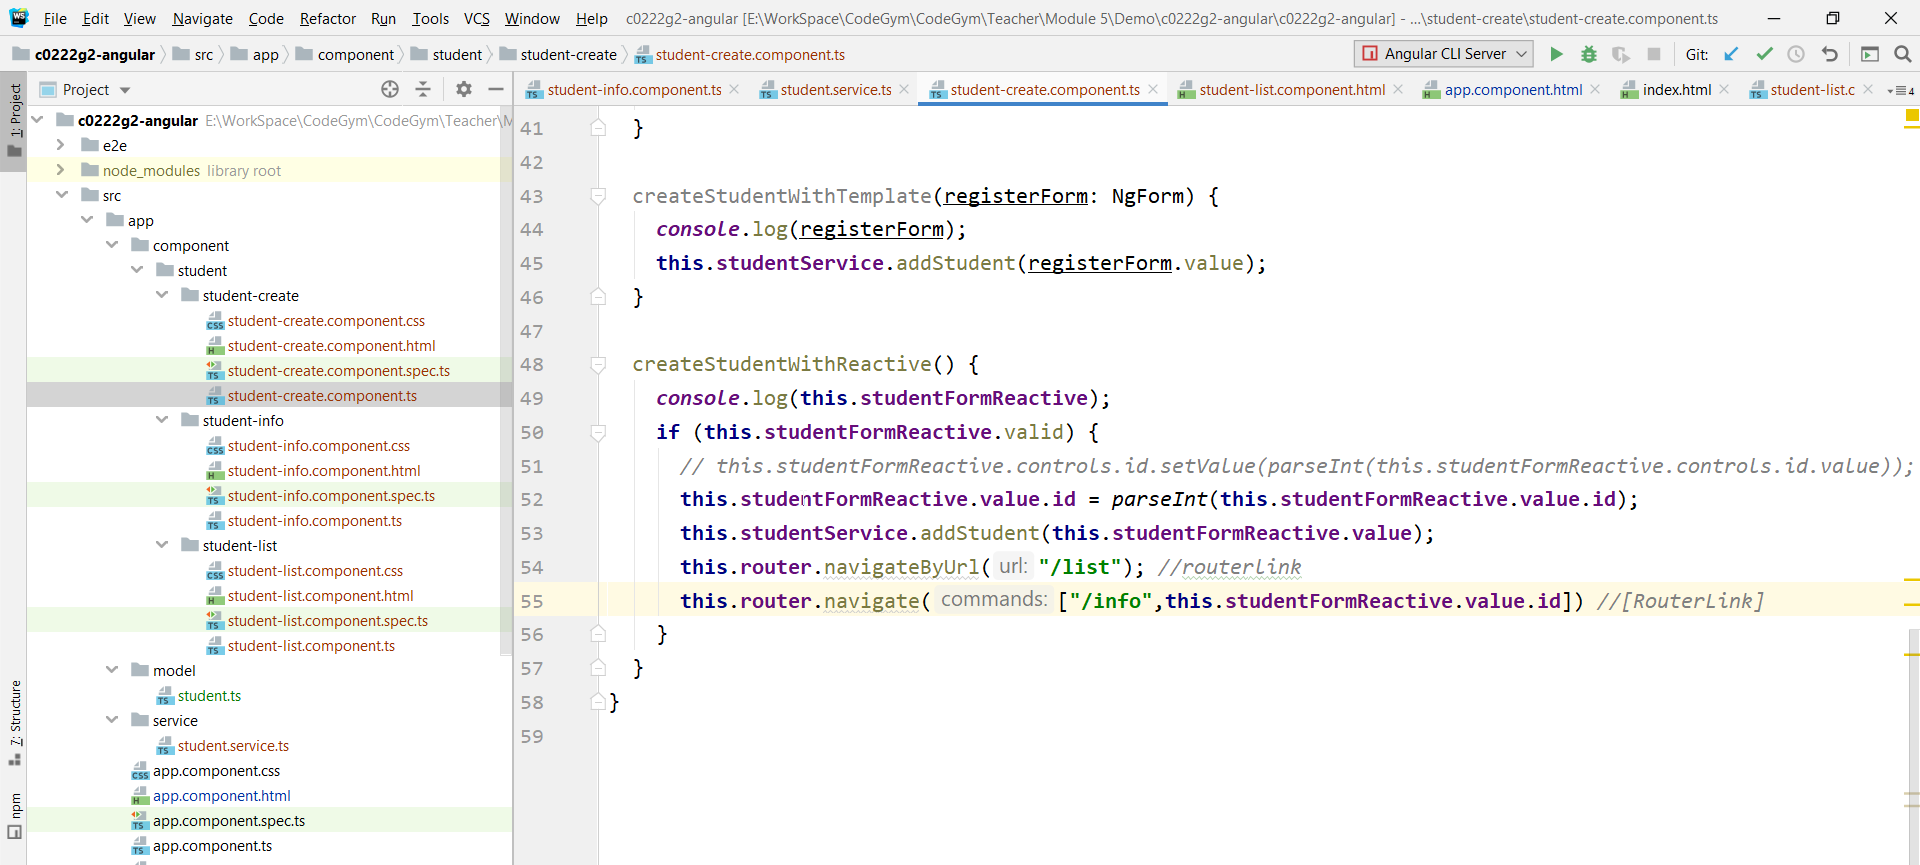 File Edit View Navigate Code Refactor Run Tools VCS Window Help c0222g2-angular [E:\WorkSpace\CodeGym\CodeGym\Teacher\Module 5\Demo\c0222g2-angular\c0222g2-angular] - ...\student-create\student-create.component.ts
c0222g2-angular src app component student student-create student-create.component.ts Angular CLI Server Git:
Project
student-info.component.ts student.service.ts student-create.component.ts student-list.component.html app.component.html index.html student-list.c 4
1: Project
Z: Structure
npm
c0222g2-angular E:\WorkSpace\CodeGym\CodeGym\Teacher\M
e2e
node_modules library root
src
app
component
student
student-create
student-create.component.css
student-create.component.html
student-create.component.spec.ts
student-create.component.ts
student-info
student-info.component.css
student-info.component.html
student-info.component.spec.ts
student-info.component.ts
student-list
student-list.component.css
student-list.component.html
student-list.component.spec.ts
student-list.component.ts
model
student.ts
service
student.service.ts
app.component.css
app.component.html
app.component.spec.ts
app.component.ts
41 }
42
43 createStudentWithTemplate(registerForm: NgForm) {
44 console.log(registerForm);
45 this.studentService.addStudent(registerForm.value);
46 }
47
48 createStudentWithReactive() {
49 console.log(this.studentFormReactive);
50 if (this.studentFormReactive.valid) {
51 // this.studentFormReactive.controls.id.setValue(parseInt(this.studentFormReactive.controls.id.value));
52 this.studentFormReactive.value.id = parseInt(this.studentFormReactive.value.id);
53 this.studentService.addStudent(this.studentFormReactive.value);
54 this.router.navigateByUrl( url: "/list"); //routerlink
55 this.router.navigate( commands: ["/info",this.studentFormReactive.value.id]) //[RouterLink]
56 }
57 }
58 }
59